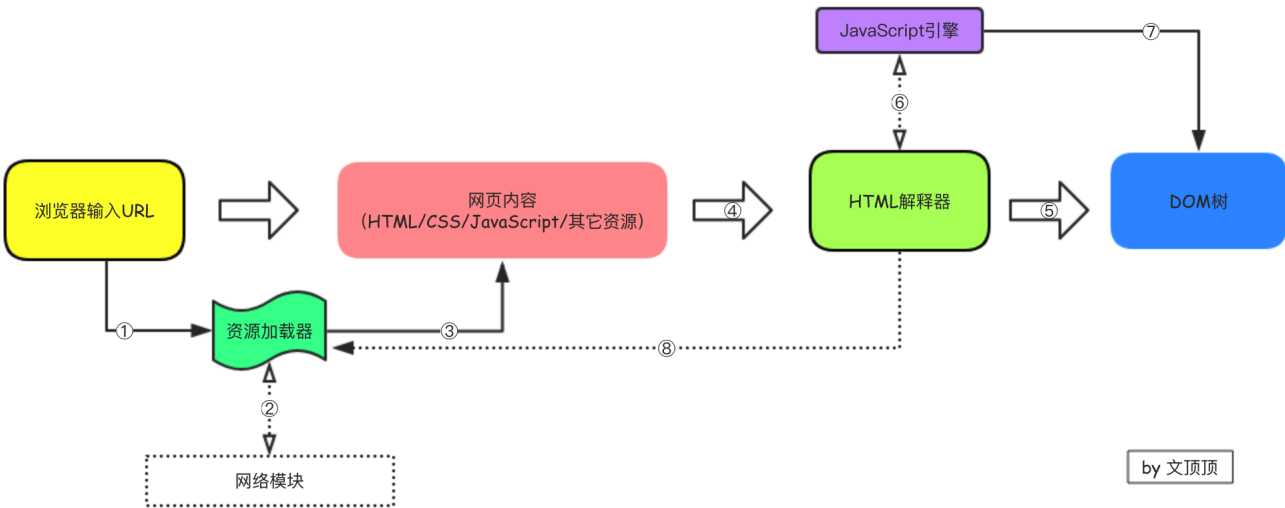 JavaScript引擎
⑦
⑥
浏览器输入URL
网页内容
(HTML/CSS/JavaScript/其它资源)
④
HTML解释器
⑤
DOM树
①
资源加载器
③
⑧
②
网络模块
by 文顶顶